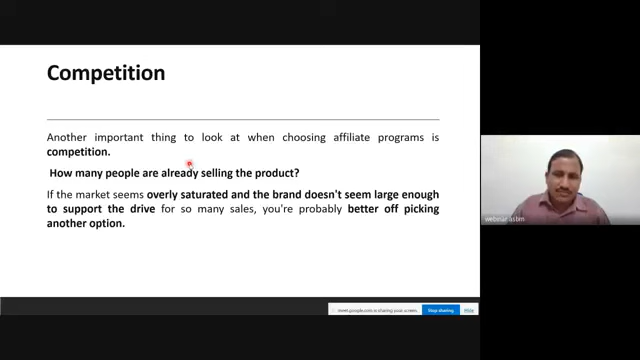 Competition
Another important thing to look at when choosing affiliate programs is
competition.
How many people are already selling the product?
If the market seems overly saturated and the brand doesn't seem large enough
to support the drive for so many sales, you're probably better off picking
another option.
webinar astm
meet.google.com is sharing your screen.
Stop sharing
Hide